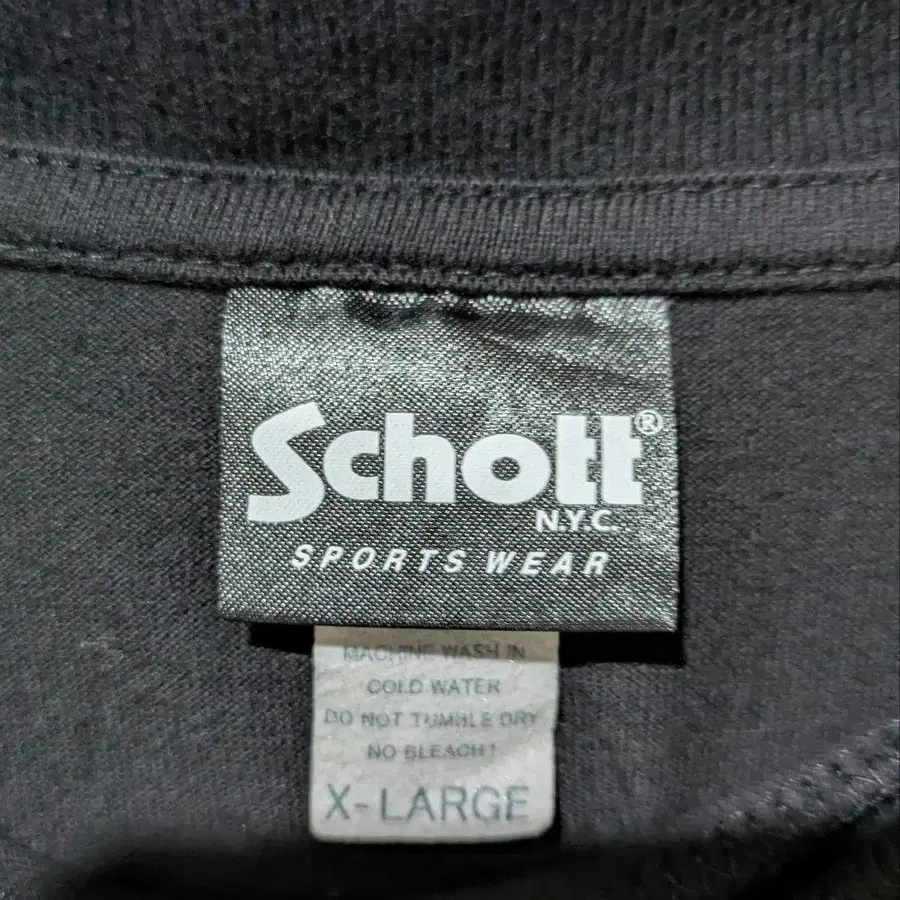 Schott®
N.Y.C.
SPORTS WEAR
MACHINE WASH IN
COLD WATER
DO NOT TUMBLE DRY
NO BLEACH!
X-LARGE